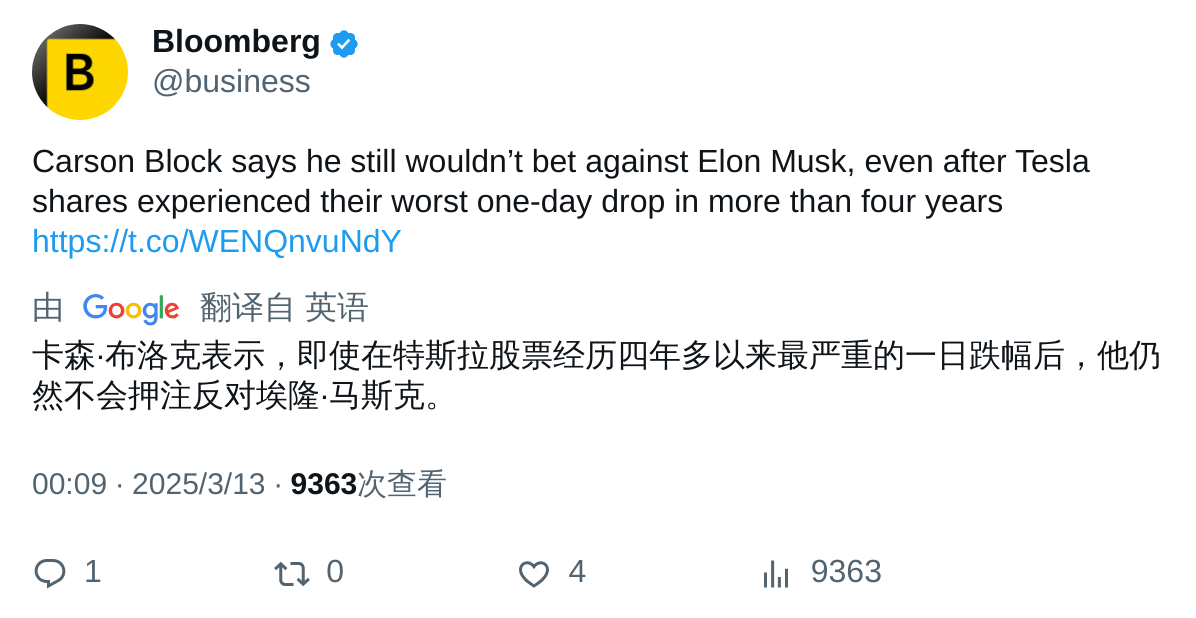 B
Bloomberg
@business
Carson Block says he still wouldn’t bet against Elon Musk, even after Tesla
shares experienced their worst one-day drop in more than four years
https://t.co/WENQnvuNdY
由 Google 翻译自 英语
卡森·布洛克表示，即使在特斯拉股票经历四年多以来最严重的一日跌幅后，他仍
然不会押注反对埃隆·马斯克。
00:09 · 2025/3/13 · 9363次查看
1 0 4 9363